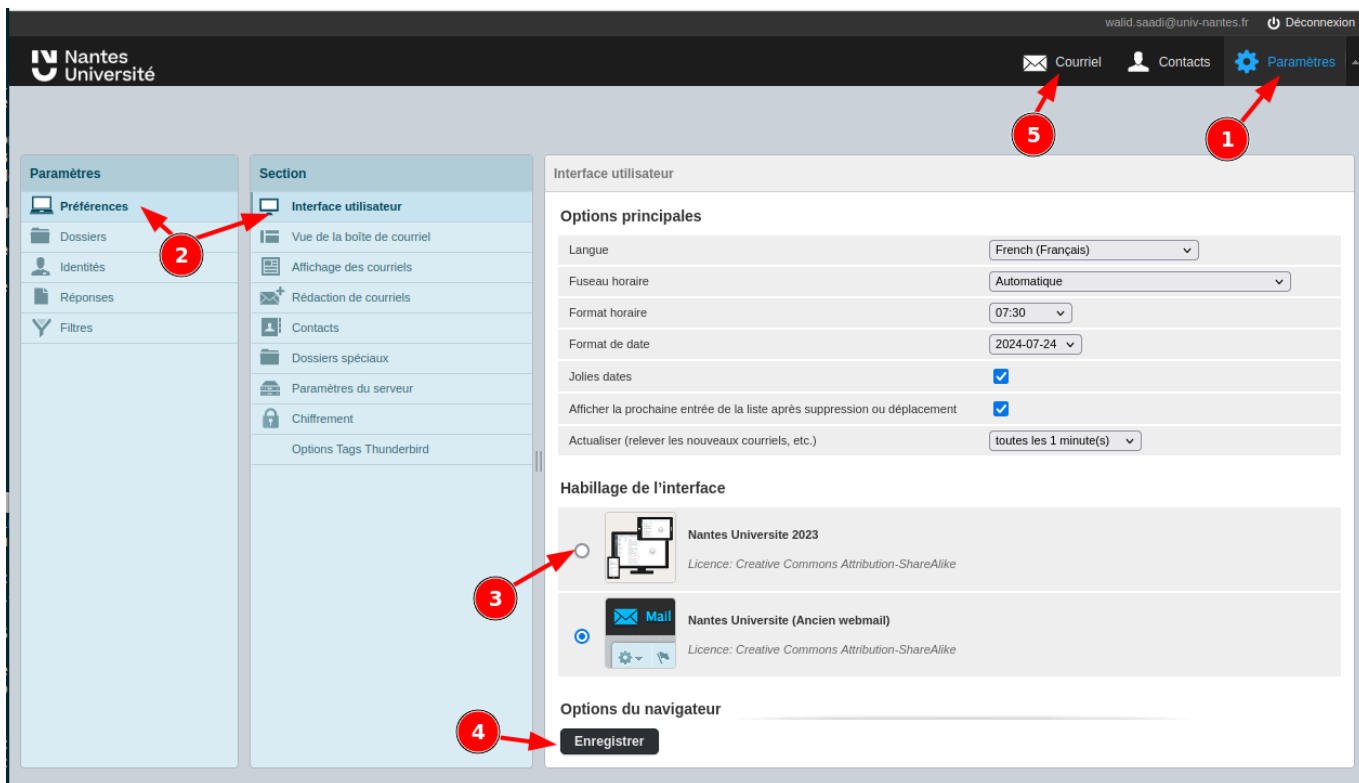 walid.saadi@univ-nantes.fr Déconnexion
Nantes
Université
Courriel Contacts Paramètres
5 1
Paramètres
Préférences
Dossiers
Identités
Réponses
Filtres
2
Section
Interface utilisateur
Vue de la boîte de courriel
Affichage des courriels
Rédaction de courriels
Contacts
Dossiers spéciaux
Paramètres du serveur
Chiffrement
Options Tags Thunderbird
Interface utilisateur
Options principales
Langue French (Français)
Fuseau horaire Automatique
Format horaire 07:30
Format de date 2024-07-24
Jolies dates
Afficher la prochaine entrée de la liste après suppression ou déplacement
Actualiser (relever les nouveaux courriels, etc.) toutes les 1 minute(s)
Habillage de l’interface
Nantes Universite 2023
Licence: Creative Commons Attribution-ShareAlike
3
Mail
Nantes Universite (Ancien webmail)
Licence: Creative Commons Attribution-ShareAlike
Options du navigateur
4
Enregistrer